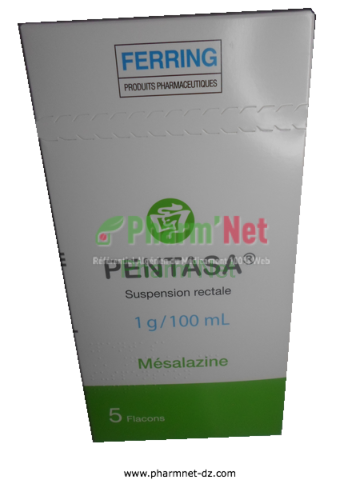 FERRING
PRODUITS PHARMACEUTIQUES
Pharm'Net
PENTASA®
Suspension rectale
1 g/100 mL
Mésalazine
5 Flacons
www.pharmnet-dz.com